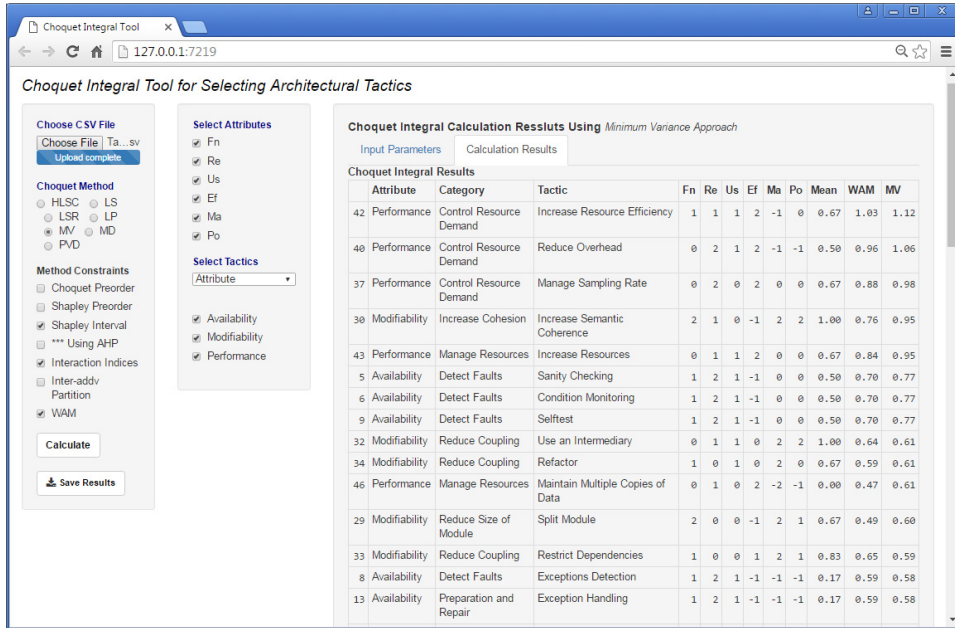 Choquet Integral Tool
127.0.0.1:7219
Choquet Integral Tool for Selecting Architectural Tactics
Choose CSV File
Choose File Ta...sv
Upload complete
Choquet Method
HLSC LS
LSR LP
MV MD
PVD
Method Constraints
Choquet Preorder
Shapley Preorder
Shapley Interval
*** Using AHP
Interaction Indices
Inter-addv
Partition
WAM
Calculate
Save Results
Select Attributes
Fn
Re
Us
Ef
Ma
Po
Select Tactics
Attribute
Availability
Modifiability
Performance
Choquet Integral Calculation Ressluts Using Minimum Variance Approach
Input Parameters Calculation Results
Choquet Integral Results
Attribute Category Tactic Fn Re Us Ef Ma Po Mean WAM MV
42 Performance Control Resource Increase Resource Efficiency 1 1 1 2 -1 0 0.67 1.03 1.12
Demand
40 Performance Control Resource Reduce Overhead 0 2 1 2 -1 -1 0.50 0.96 1.06
Demand
37 Performance Control Resource Manage Sampling Rate 0 2 0 2 0 0 0.67 0.88 0.98
Demand
30 Modifiability Increase Cohesion Increase Semantic 2 1 0 -1 2 2 1.00 0.76 0.95
Coherence
43 Performance Manage Resources Increase Resources 0 1 1 2 0 0 0.67 0.84 0.95
5 Availability Detect Faults Sanity Checking 1 2 1 -1 0 0 0.50 0.70 0.77
6 Availability Detect Faults Condition Monitoring 1 2 1 -1 0 0 0.50 0.70 0.77
9 Availability Detect Faults Selftest 1 2 1 -1 0 0 0.50 0.70 0.77
32 Modifiability Reduce Coupling Use an Intermediary 0 1 1 0 2 2 1.00 0.64 0.61
34 Modifiability Reduce Coupling Refactor 1 0 1 0 2 0 0.67 0.59 0.61
46 Performance Manage Resources Maintain Multiple Copies of 0 1 0 2 -2 -1 0.00 0.47 0.61
Data
29 Modifiability Reduce Size of Split Module 2 0 0 -1 2 1 0.67 0.49 0.60
Module
33 Modifiability Reduce Coupling Restrict Dependencies 1 0 0 1 2 1 0.83 0.65 0.59
8 Availability Detect Faults Exceptions Detection 1 2 1 -1 -1 -1 0.17 0.59 0.58
13 Availability Preparation and Exception Handling 1 2 1 -1 -1 -1 0.17 0.59 0.58
Repair